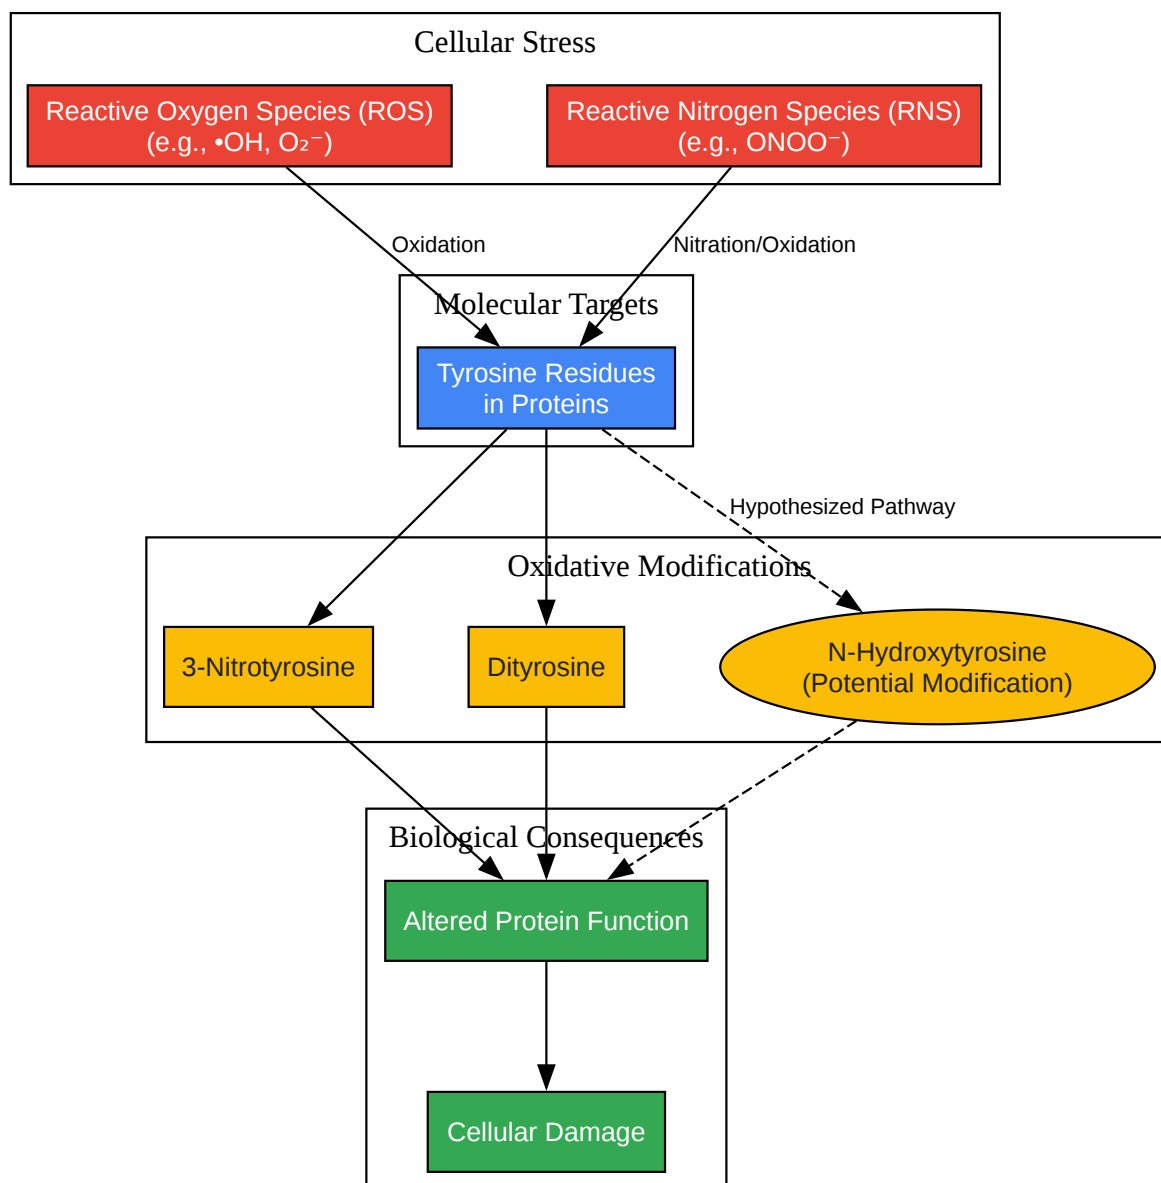 Cellular Stress
Reactive Oxygen Species (ROS)
(e.g., •OH, O₂⁻)
Reactive Nitrogen Species (RNS)
(e.g., ONOO⁻)
Oxidation
Nitration/Oxidation
Molecular Targets
Tyrosine Residues
in Proteins
Hypothesized Pathway
Oxidative Modifications
3-Nitrotyrosine
Dityrosine
N-Hydroxytyrosine
(Potential Modification)
Biological Consequences
Altered Protein Function
Cellular Damage